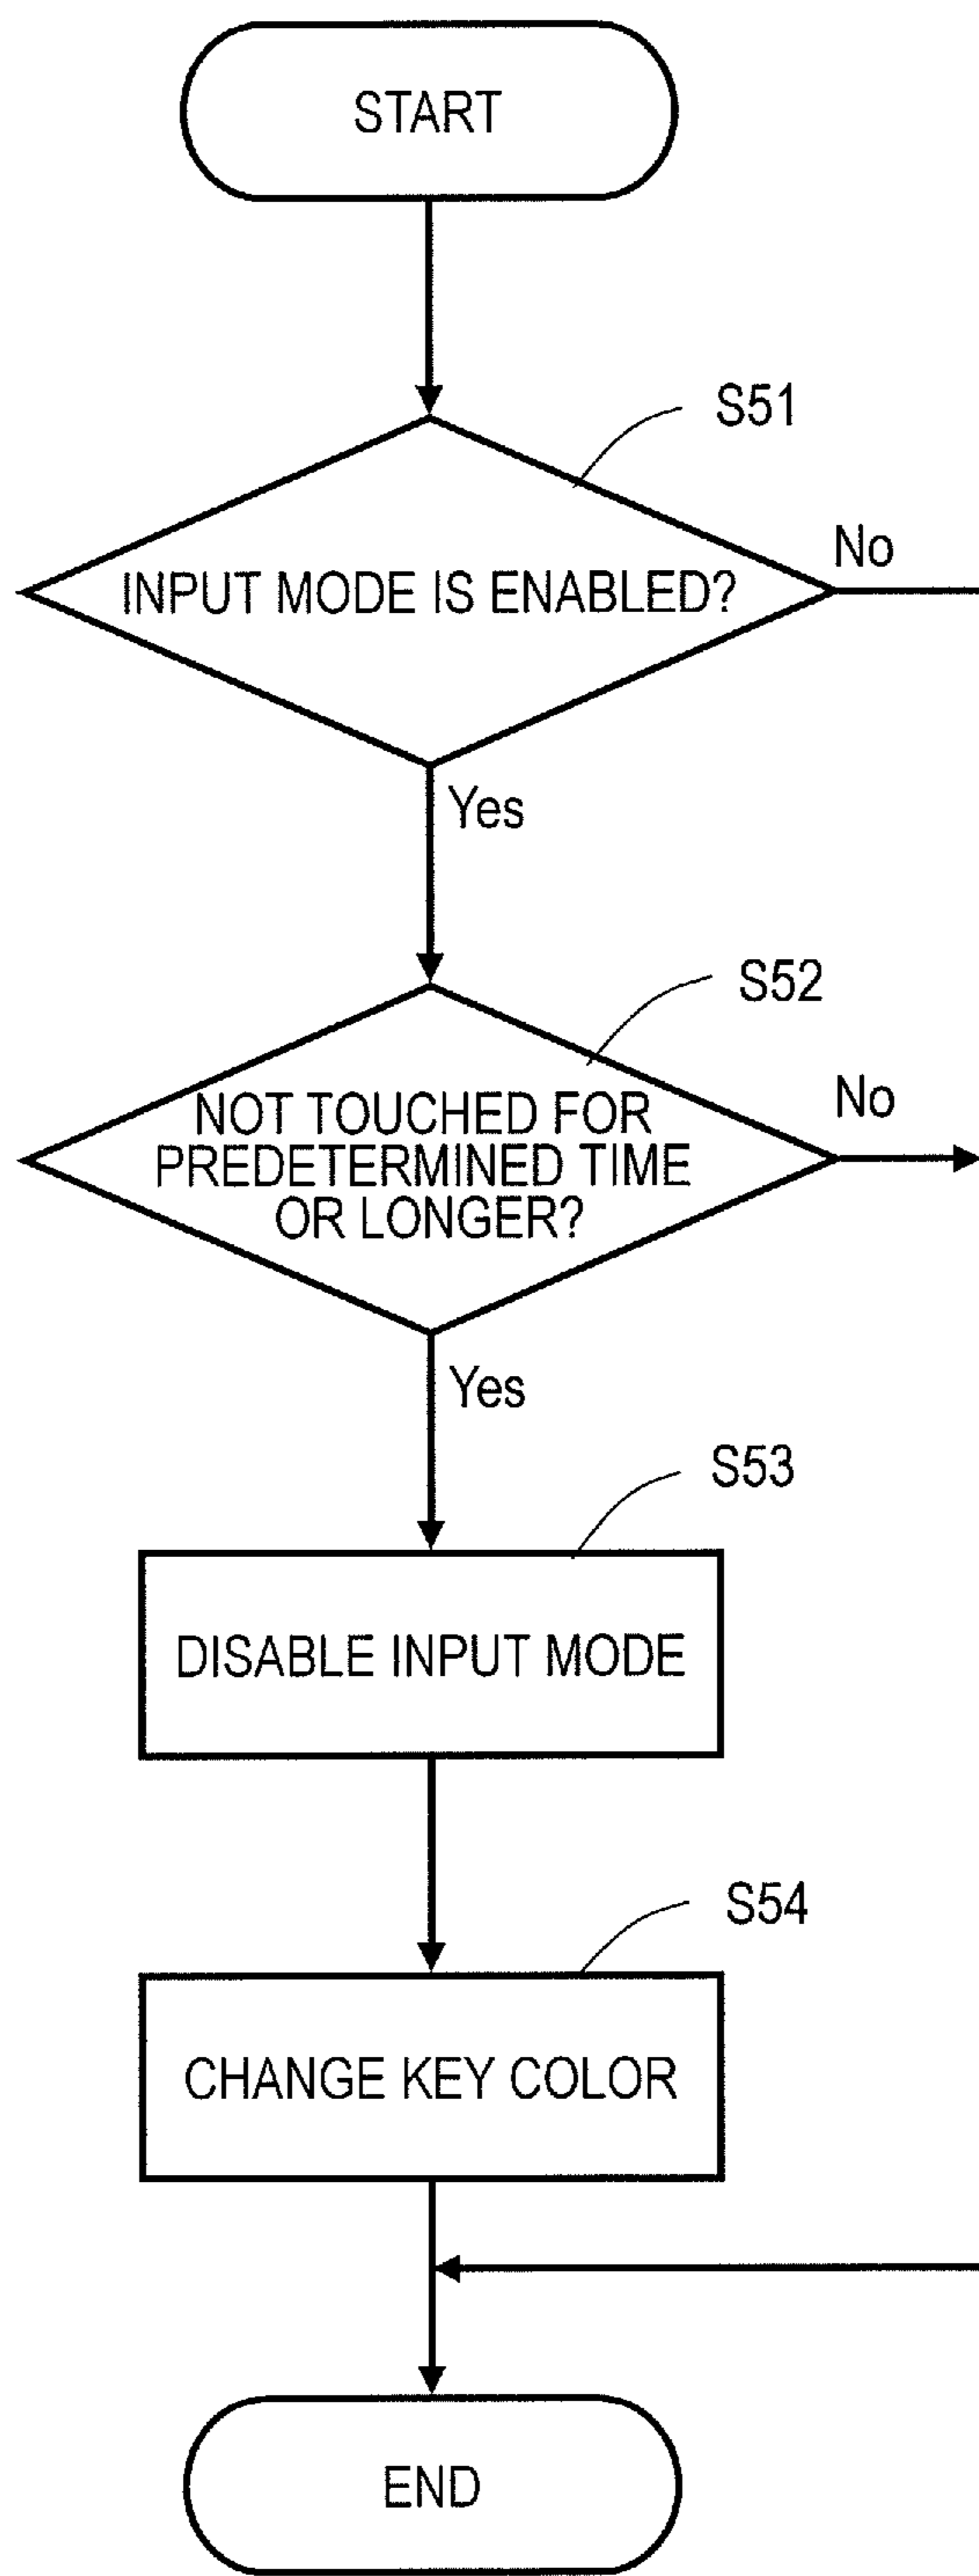 START
S51
No
INPUT MODE IS ENABLED?
Yes
S52
No
NOT TOUCHED FOR
PREDETERMINED TIME
OR LONGER?
Yes
S53
DISABLE INPUT MODE
S54
CHANGE KEY COLOR
END